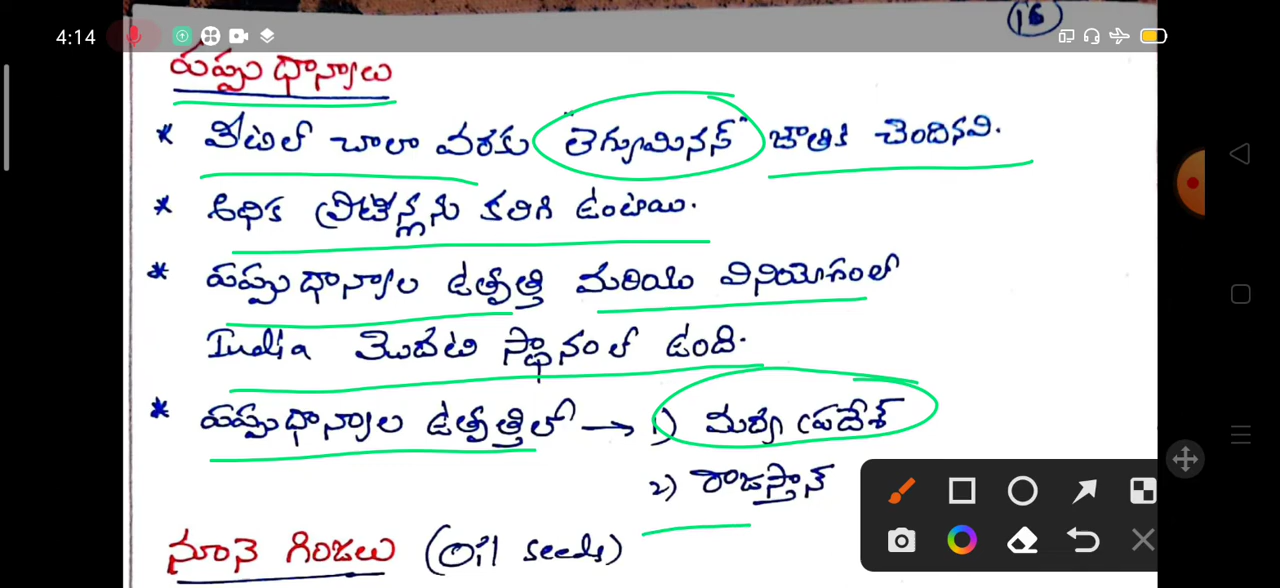 4:14
16
పప్పు ధాన్యాలు
* వీటిలో చాలా వరకు "లెగ్యూమినస్" జాతికి చెందినవి.
* అధిక ప్రోటీన్లను కలిగి ఉంటాయి.
* పప్పుధాన్యాల ఉత్పత్తి మరియు వినియోగంలో
India మొదటి స్థానంలో ఉంది.
* పప్పుధాన్యాల ఉత్పత్తిలో → 1) మధ్య ప్రదేశ్
2) రాజస్తాన్
నూనె గింజలు (Oil seeds)